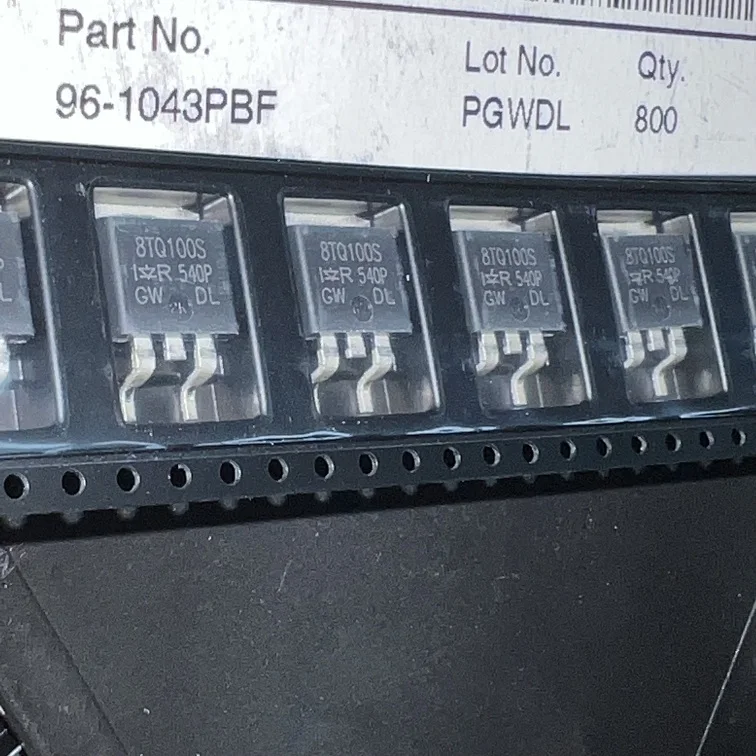 Part No.
96-1043PBF
Lot No.
PGWDL
Qty.
800
8TQ100S
I R 540P
GW DL
8TQ100S
I R 540P
GW DL
8TQ100S
I R 540P
GW DL
8TQ100S
R 540P
GW DL